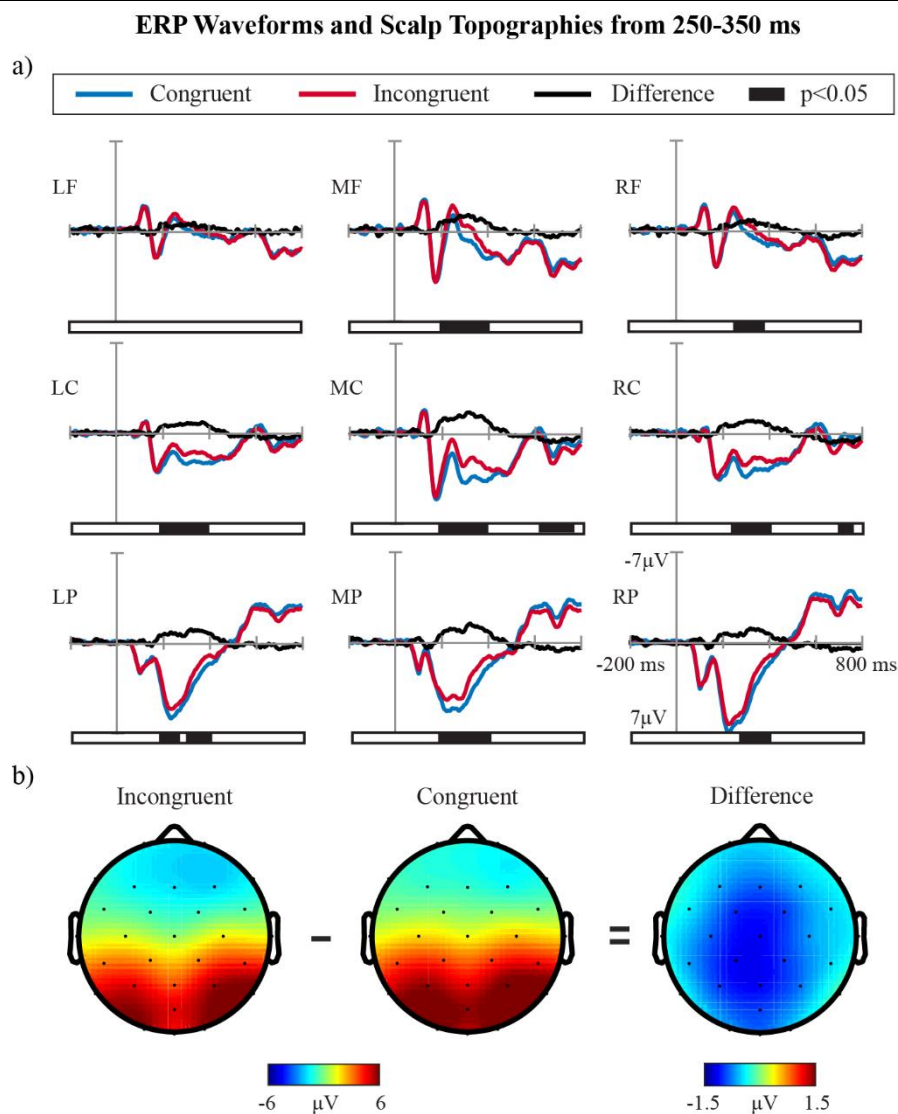 ERP Waveforms and Scalp Topographies from 250-350 ms
a)
Congruent Incongruent Difference p<0.05
LF MF RF
LC MC RC
-7µV
LP MP RP
-200 ms 800 ms
7µV
b)
Incongruent Congruent Difference
- =
-6 µV 6 -1.5 µV 1.5